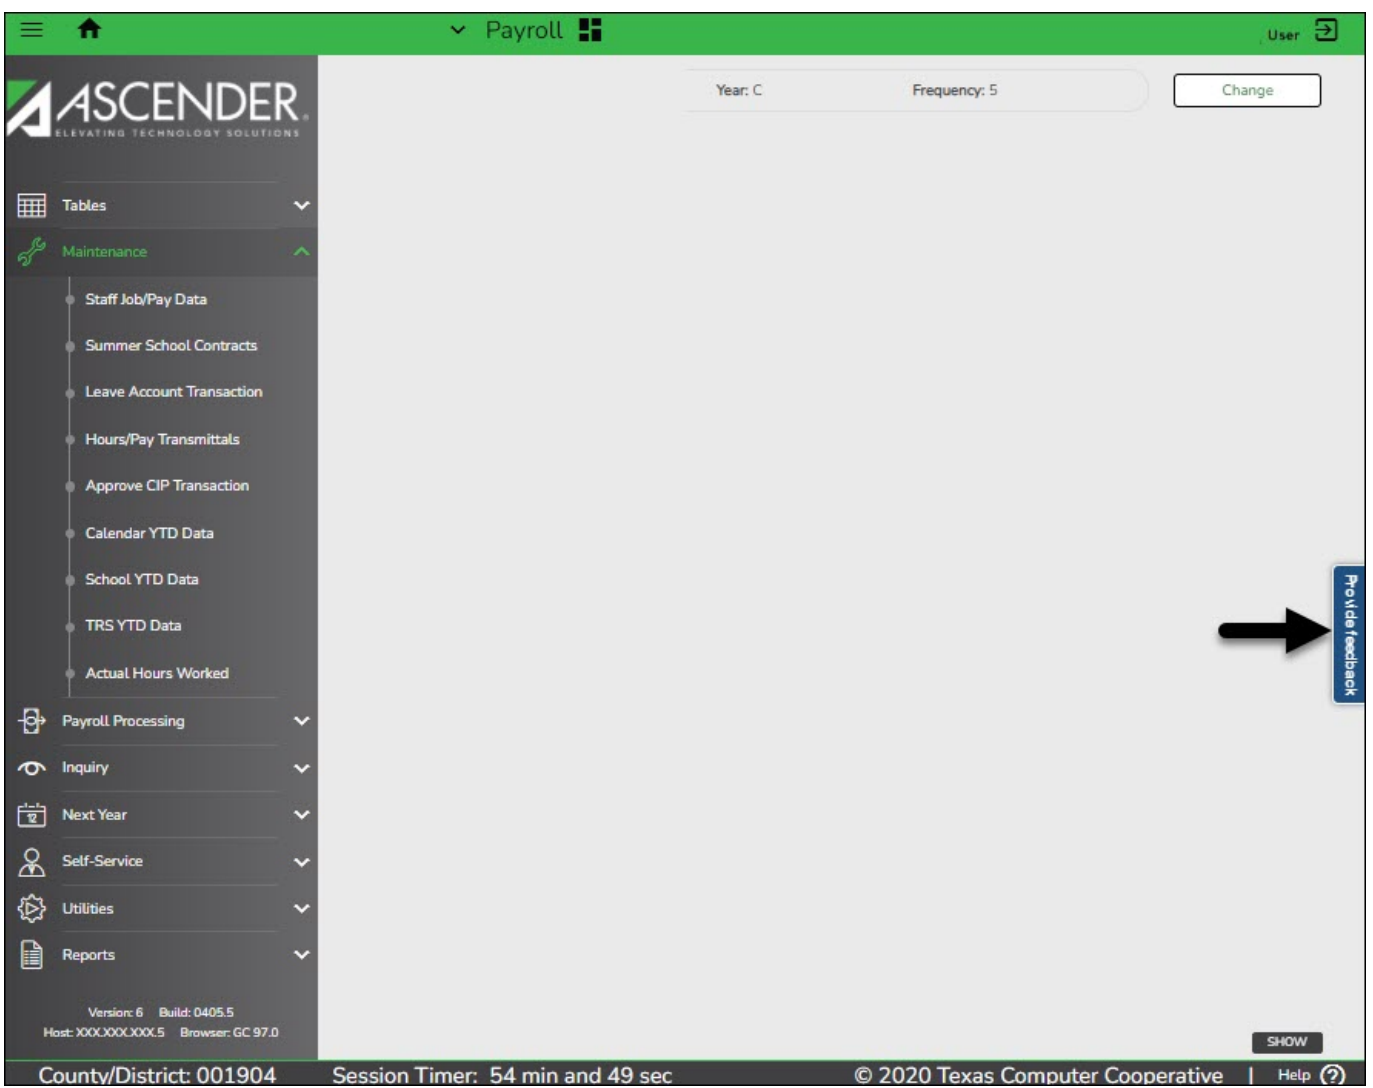 Payroll
User
ASCENDER
ELEVATING TECHNOLOGY SOLUTIONS
Year: C Frequency: 5 Change
Tables
Maintenance
Staff Job/Pay Data
Summer School Contracts
Leave Account Transaction
Hours/Pay Transmittals
Approve CIP Transaction
Calendar YTD Data
School YTD Data
TRS YTD Data
Actual Hours Worked
Payroll Processing
Inquiry
12
Next Year
Self-Service
Utilities
Reports
Provide feedback
Version: 6 Build: 0405.5
Host: XXX.XXX.XXX.5 Browser: GC 97.0
SHOW
County/District: 001904 Session Timer: 54 min and 49 sec © 2020 Texas Computer Cooperative | Help ?